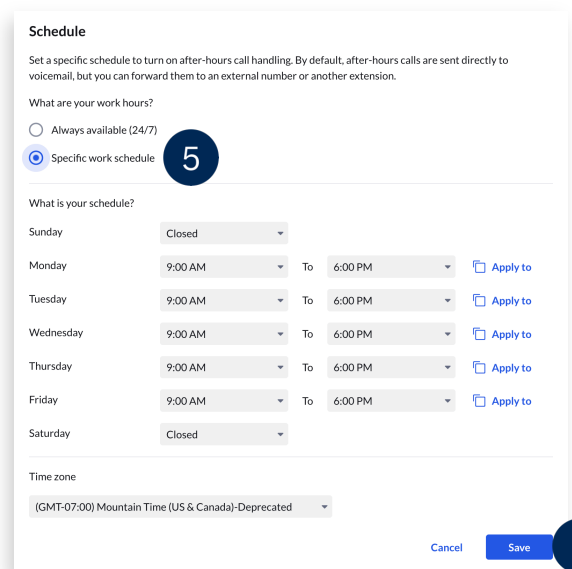 Schedule
Set a specific schedule to turn on after-hours call handling. By default, after-hours calls are sent directly to
voicemail, but you can forward them to an external number or another extension.
What are your work hours?
Always available (24/7)
Specific work schedule 5
What is your schedule?
Sunday Closed
Monday 9:00 AM To 6:00 PM Apply to
Tuesday 9:00 AM To 6:00 PM Apply to
Wednesday 9:00 AM To 6:00 PM Apply to
Thursday 9:00 AM To 6:00 PM Apply to
Friday 9:00 AM To 6:00 PM Apply to
Saturday Closed
Time zone
(GMT-07:00) Mountain Time (US & Canada)-Deprecated
Cancel Save